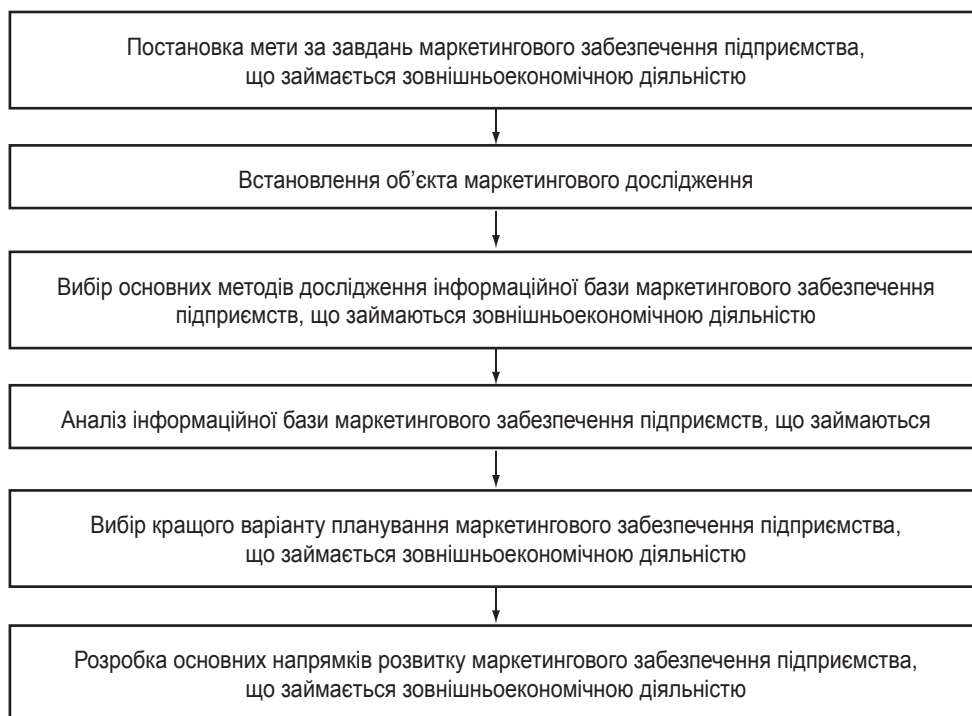 Постановка мети за завдань маркетингового забезпечення підприємства,
що займається зовнішньоекономічною діяльністю
Встановлення об’єкта маркетингового дослідження
Вибір основних методів дослідження інформаційної бази маркетингового забезпечення
підприємств, що займаються зовнішньоекономічною діяльністю
Аналіз інформаційної бази маркетингового забезпечення підприємств, що займаються
Вибір кращого варіанту планування маркетингового забезпечення підприємства,
що займається зовнішньоекономічною діяльністю
Розробка основних напрямків розвитку маркетингового забезпечення підприємства,
що займається зовнішньоекономічною діяльністю